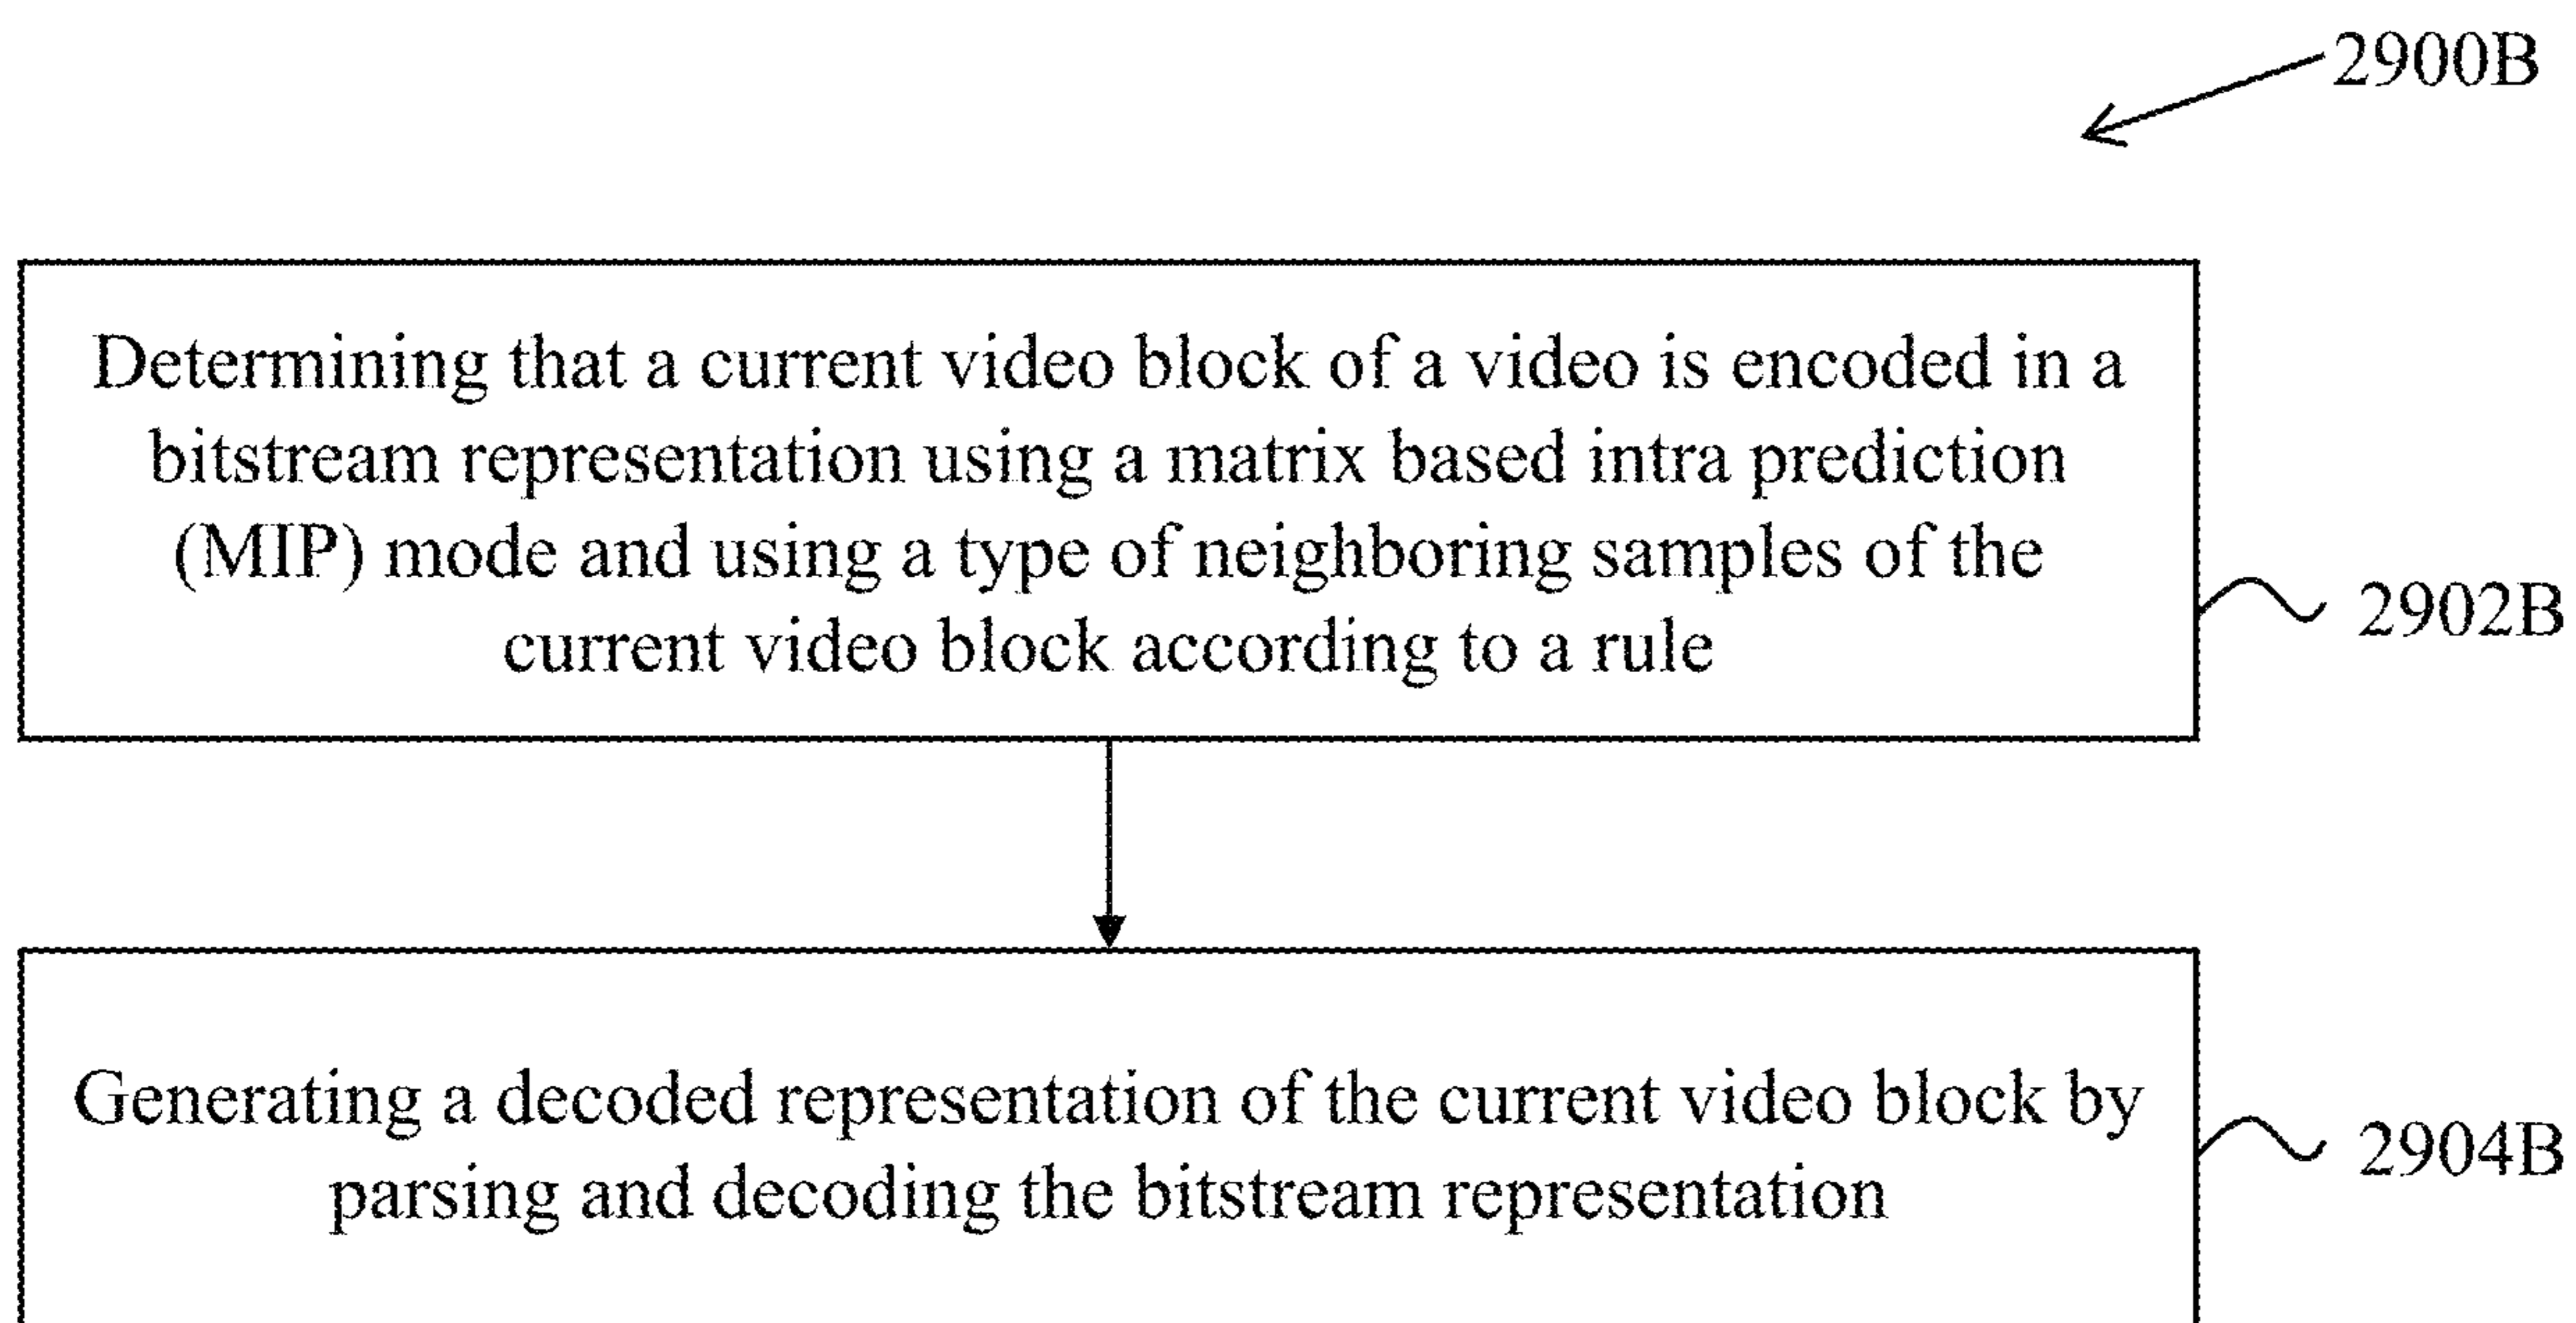 2900B
Determining that a current video block of a video is encoded in a
bitstream representation using a matrix based intra prediction
(MIP) mode and using a type of neighboring samples of the
current video block according to a rule
2902B
Generating a decoded representation of the current video block by
parsing and decoding the bitstream representation
2904B